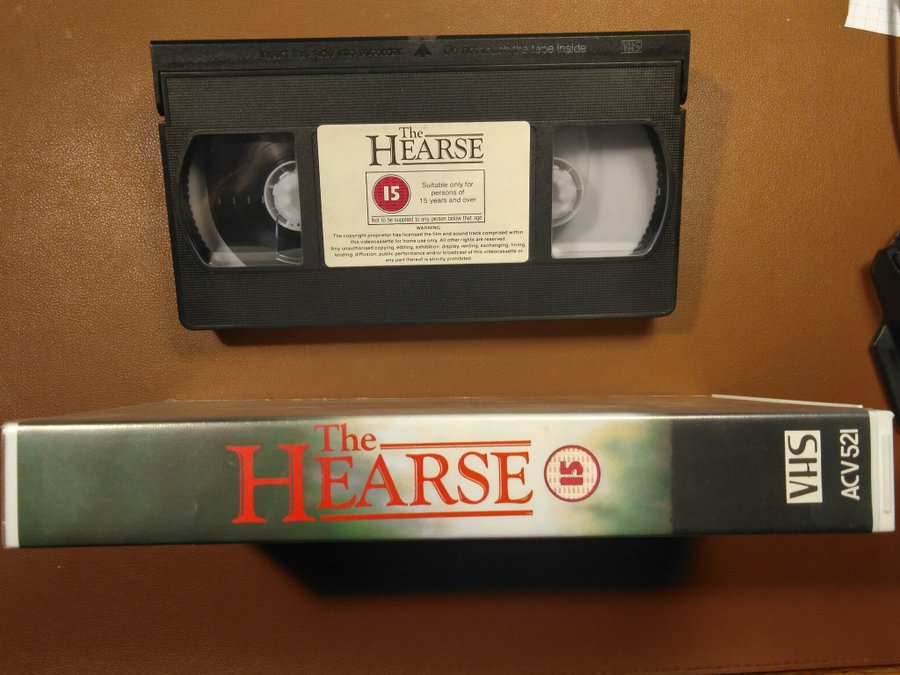 Insert this side into recorder Do not touch the tape inside VHS
The
HEARSE
15
Suitable only for
persons of
15 years and over
Not to be supplied to any person below that age
WARNING
The copyright proprietor has licensed the film and sound track comprised within
this videocassette for home use only. All other rights are reserved.
Any unauthorised copying, editing, exhibition, display, renting, exchanging, hiring,
lending, diffusion, public performance and/or broadcast of this videocassette or
any part thereof is strictly prohibited.
The
HEARSE
15
VHS
ACV 521